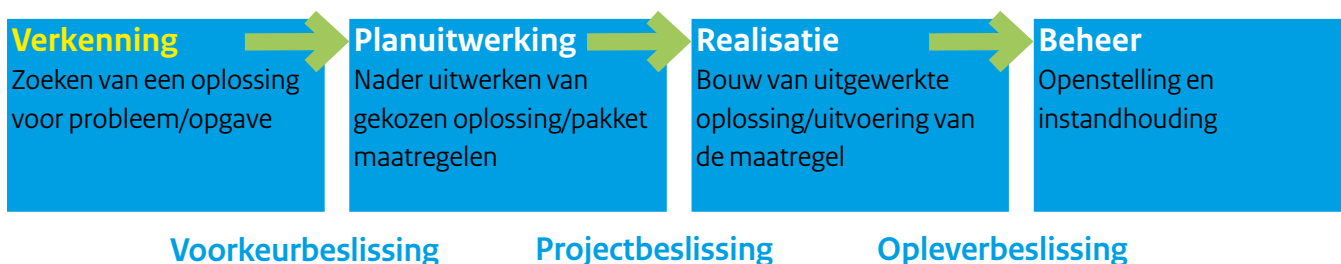 Verkenning
Zoeken van een oplossing
voor probleem/opgave
Planuitwerking
Nader uitwerken van
gekozen oplossing/pakket
maatregelen
Realisatie
Bouw van uitgewerkte
oplossing/uitvoering van
de maatregel
Beheer
Openstelling en
instandhouding
Voorkeurbeslissing
Projectbeslissing
Opleverbeslissing